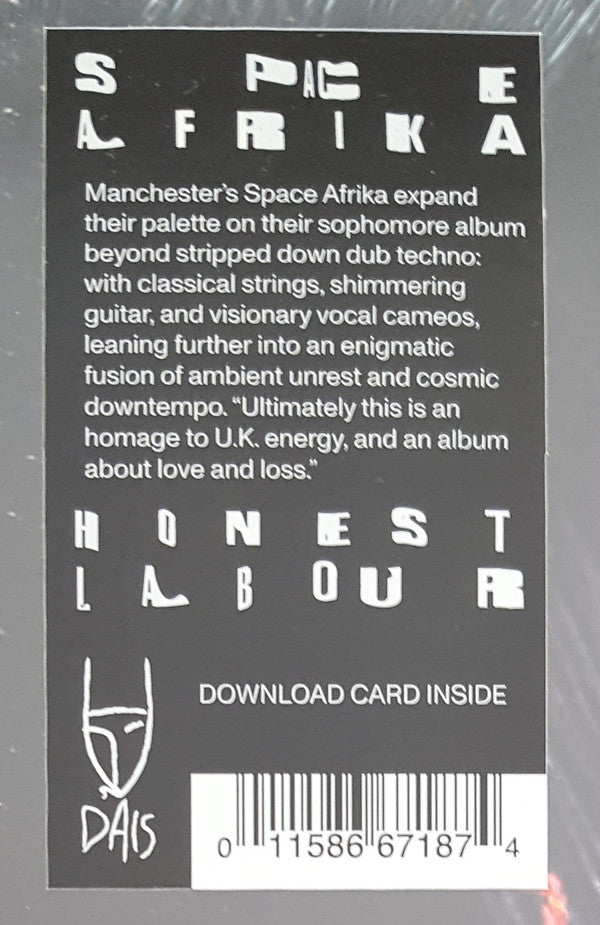 SPACE
AFRIKA
Manchester's Space Afrika expand
their palette on their sophomore album
beyond stripped down dub techno:
with classical strings, shimmering
guitar, and visionary vocal cameos,
leaning further into an enigmatic
fusion of ambient unrest and cosmic
downtempo. "Ultimately this is an
homage to U.K. energy, and an album
about love and loss."
HONEST
LABOUR
DOWNLOAD CARD INSIDE
DAIS
0 11586 67187 4